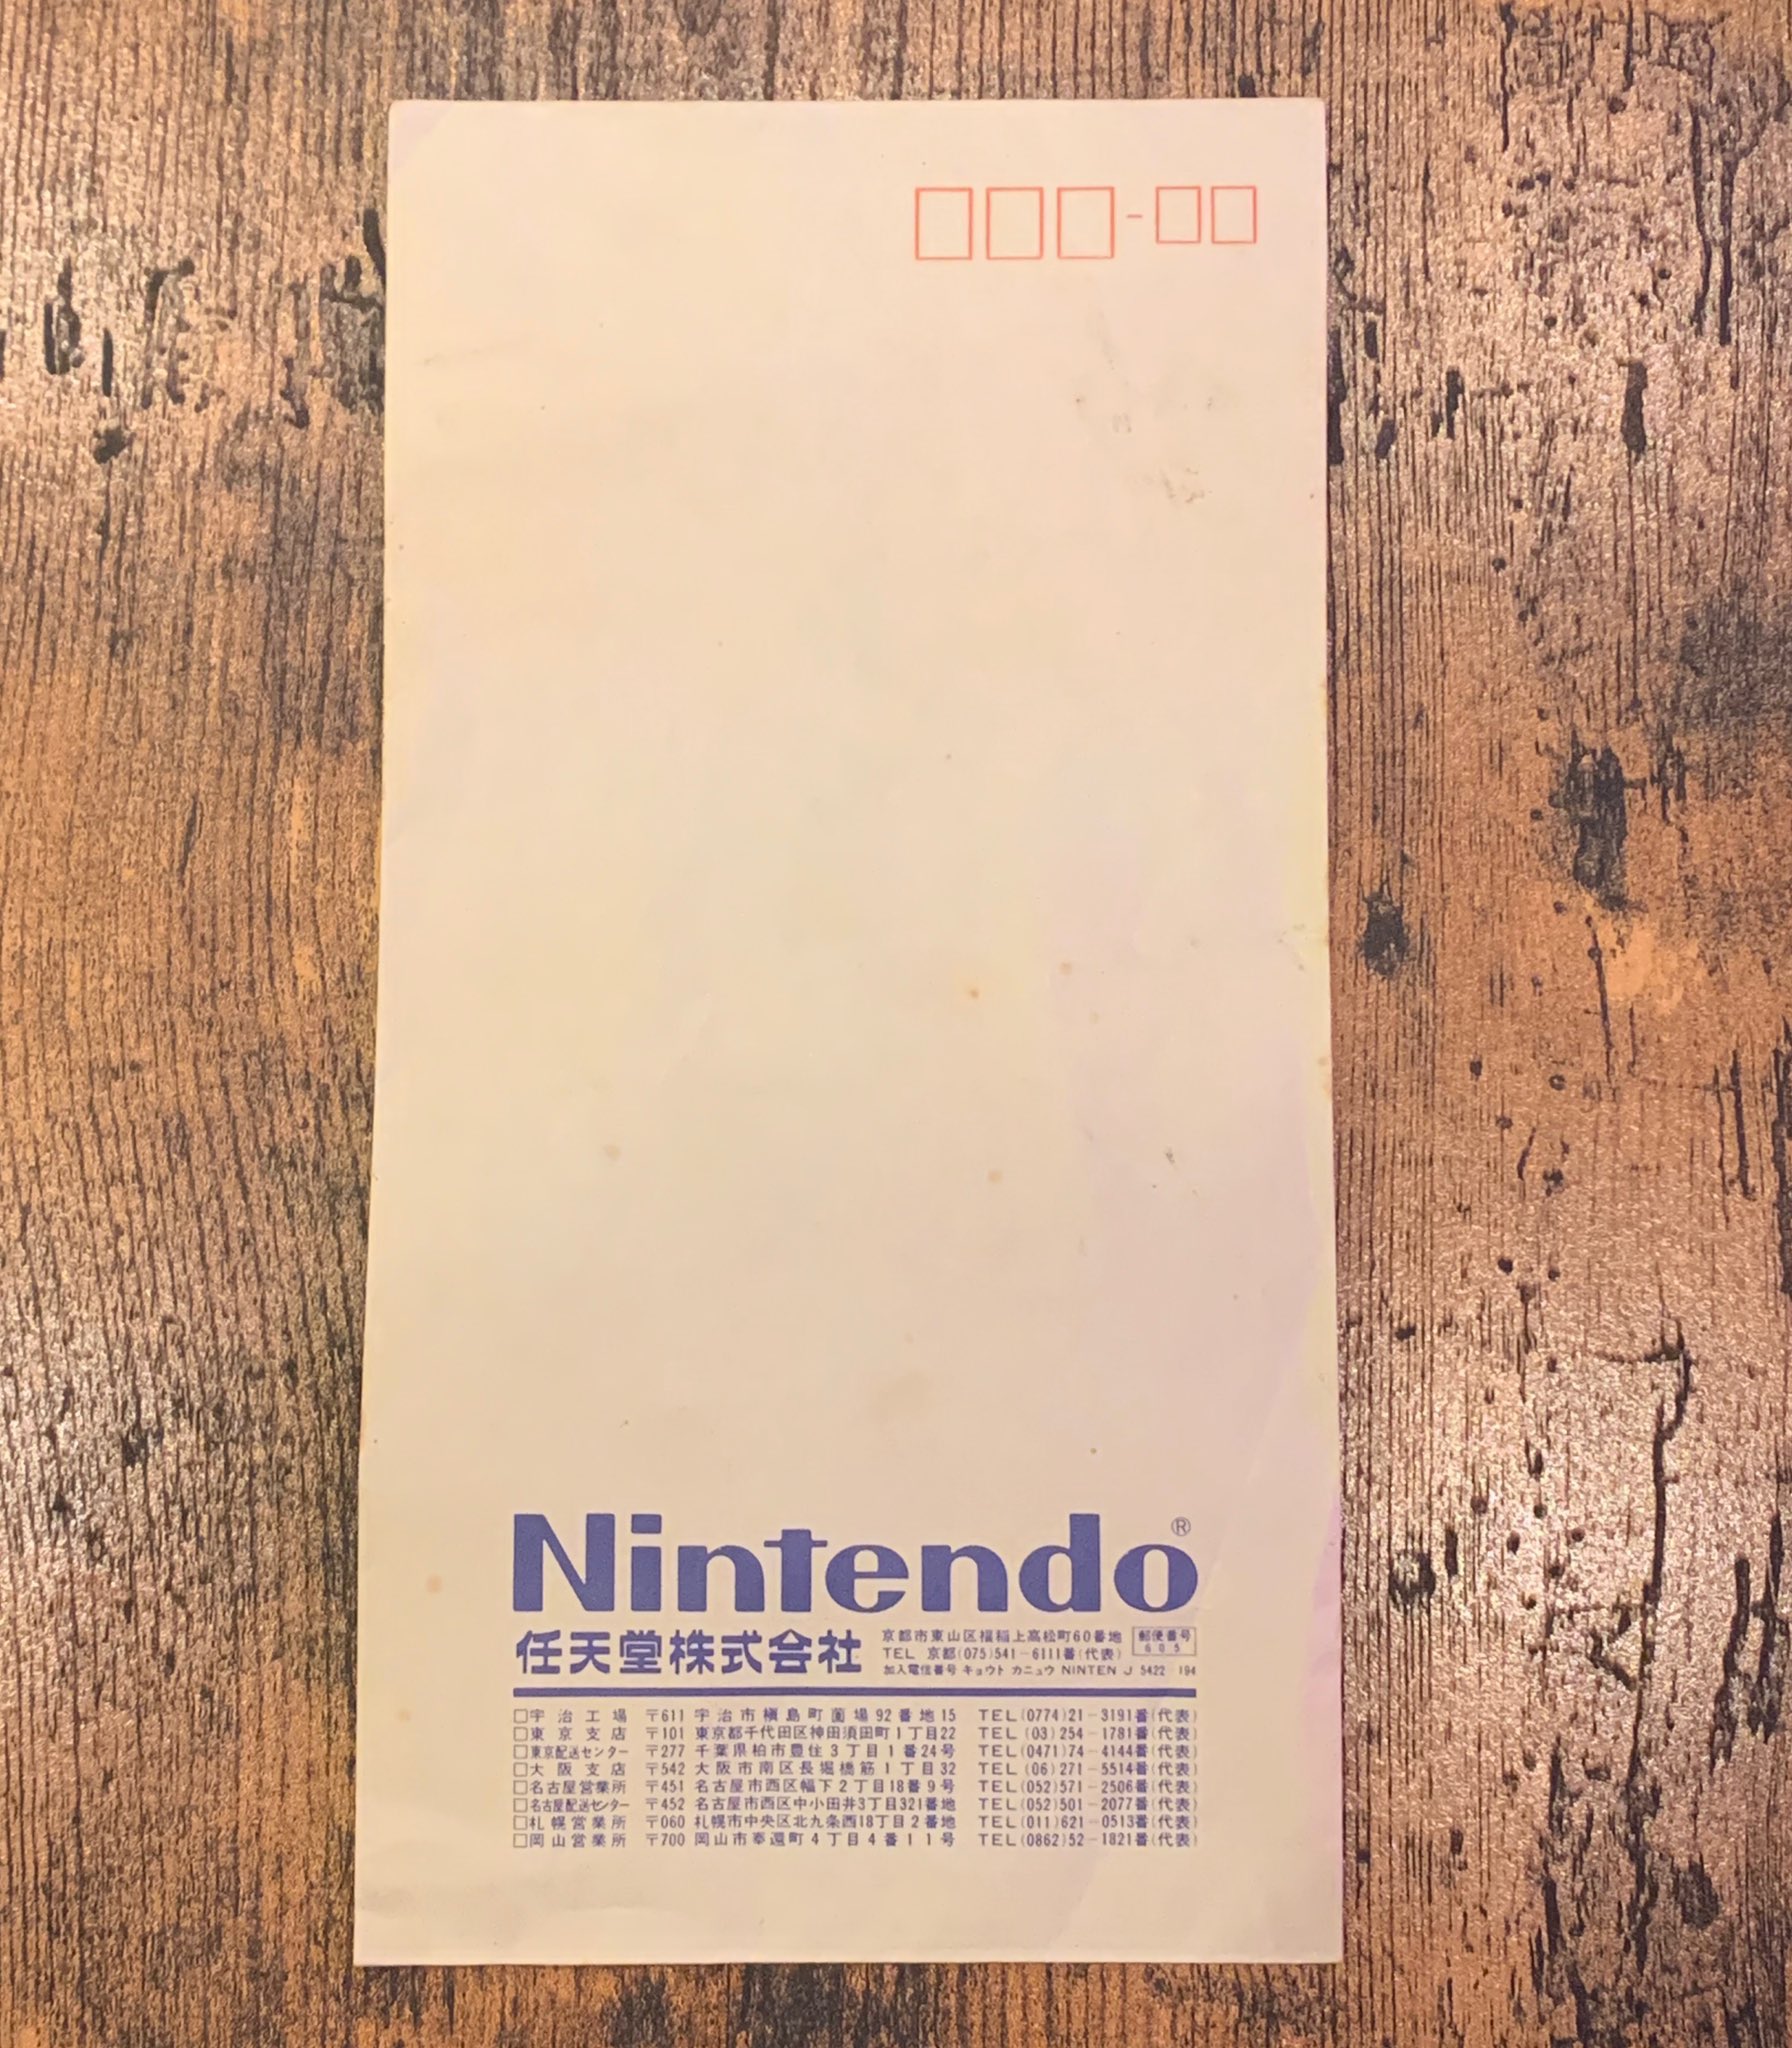 Nintendo®
任天堂株式会社
京都市東山区福稲上高松町60番地 郵便番号 605
TEL 京都(075)541-6111番(代表)
加入電信番号 キョウト カニュウ NINTEN J 5422-194
□宇治工場 〒611 宇治市槇島町薗場92番地15 TEL(0774)21-3191番(代表)
□東京支店 〒101 東京都千代田区神田須田町1丁目22 TEL(03)254-1781番(代表)
□東京配送センター 〒277 千葉県柏市豊住3丁目1番24号 TEL(0471)74-4144番(代表)
□大阪支店 〒542 大阪市南区長堀橋筋1丁目32 TEL(06)271-5514番(代表)
□名古屋営業所 〒451 名古屋市西区幅下2丁目18番9号 TEL(052)571-2506番(代表)
□名古屋配送センター 〒452 名古屋市西区中小田井3丁目321番地 TEL(052)501-2077番(代表)
□札幌営業所 〒060 札幌市中央区北九条西18丁目2番地 TEL(011)621-0513番(代表)
□岡山営業所 〒700 岡山市奉還町4丁目4番11号 TEL(0862)52-1821番(代表)